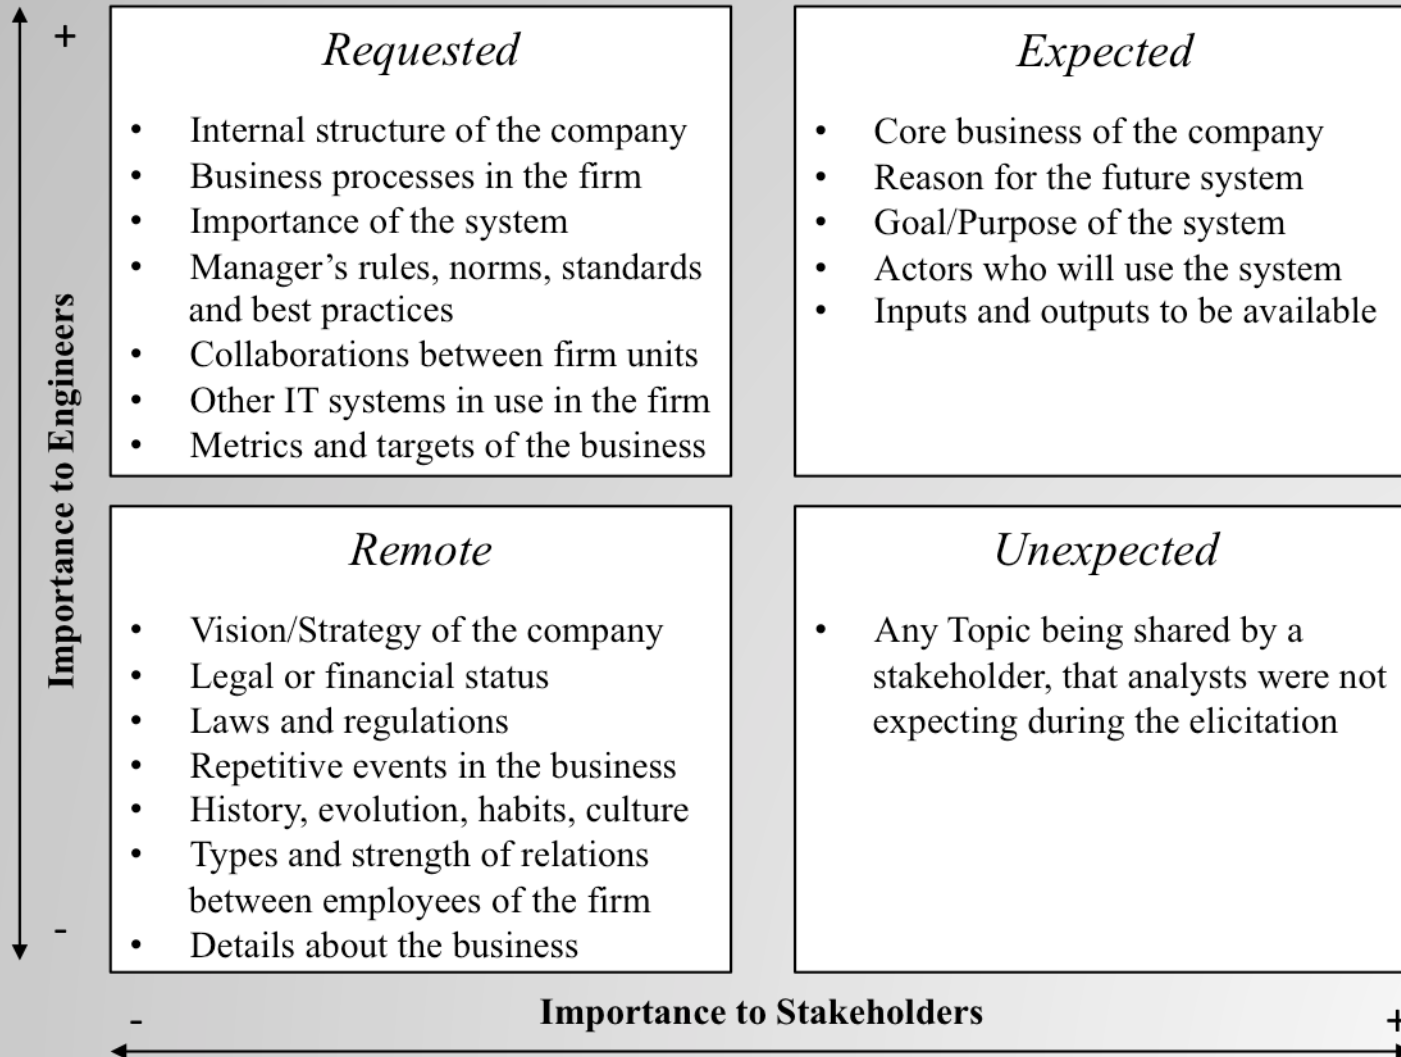 +
Requested
• Internal structure of the company
• Business processes in the firm
• Importance of the system
• Manager’s rules, norms, standards
and best practices
• Collaborations between firm units
• Other IT systems in use in the firm
• Metrics and targets of the business
Expected
• Core business of the company
• Reason for the future system
• Goal/Purpose of the system
• Actors who will use the system
• Inputs and outputs to be available
Importance to Engineers
Remote
• Vision/Strategy of the company
• Legal or financial status
• Laws and regulations
• Repetitive events in the business
• History, evolution, habits, culture
• Types and strength of relations
between employees of the firm
• Details about the business
Unexpected
• Any Topic being shared by a
stakeholder, that analysts were not
expecting during the elicitation
-
-
Importance to Stakeholders
+